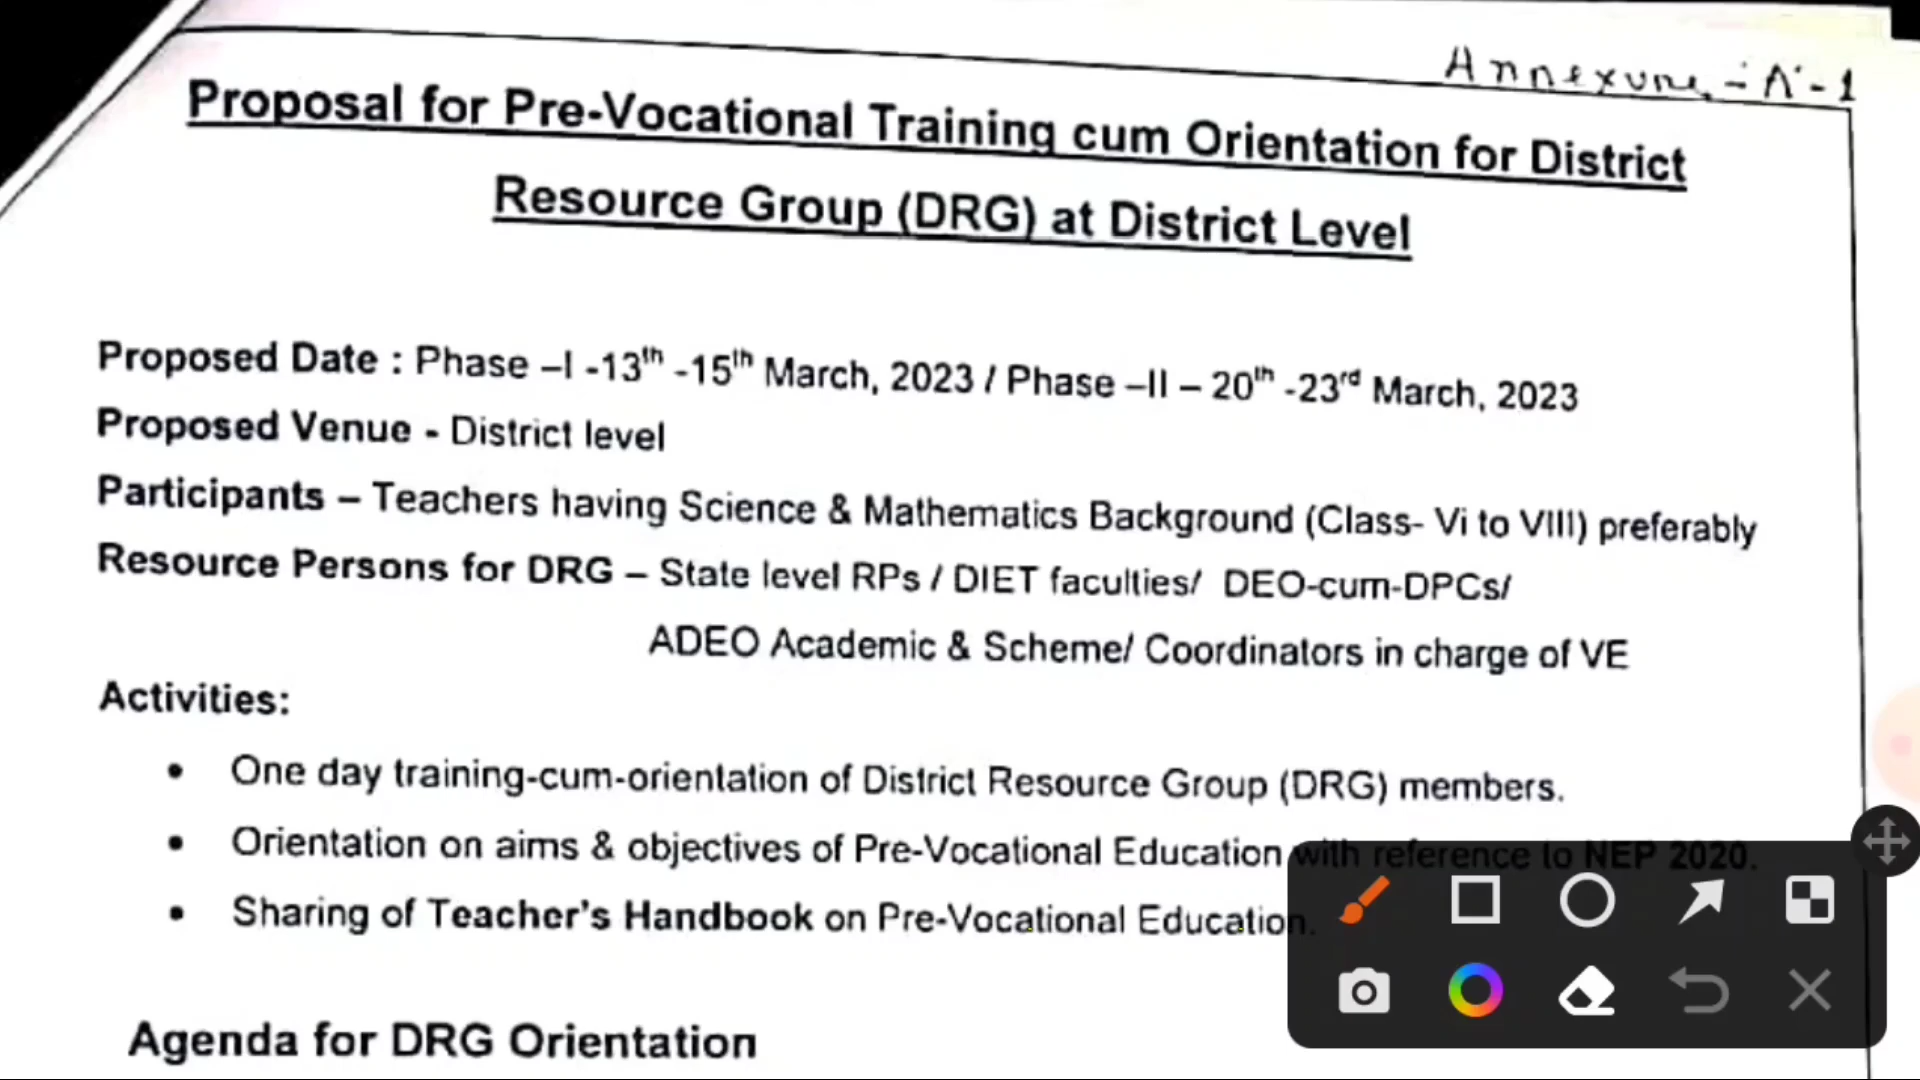 Annexure - A - 1
Proposal for Pre-Vocational Training cum Orientation for District
Resource Group (DRG) at District Level
Proposed Date : Phase –I -13th -15th March, 2023 / Phase –II – 20th -23rd March, 2023
Proposed Venue - District level
Participants – Teachers having Science & Mathematics Background (Class- Vi to VIII) preferably
Resource Persons for DRG – State level RPs / DIET faculties/ DEO-cum-DPCs/
ADEO Academic & Scheme/ Coordinators in charge of VE
Activities:
• One day training-cum-orientation of District Resource Group (DRG) members.
• Orientation on aims & objectives of Pre-Vocational Education with reference to NEP 2020.
• Sharing of Teacher's Handbook on Pre-Vocational Education.
Agenda for DRG Orientation